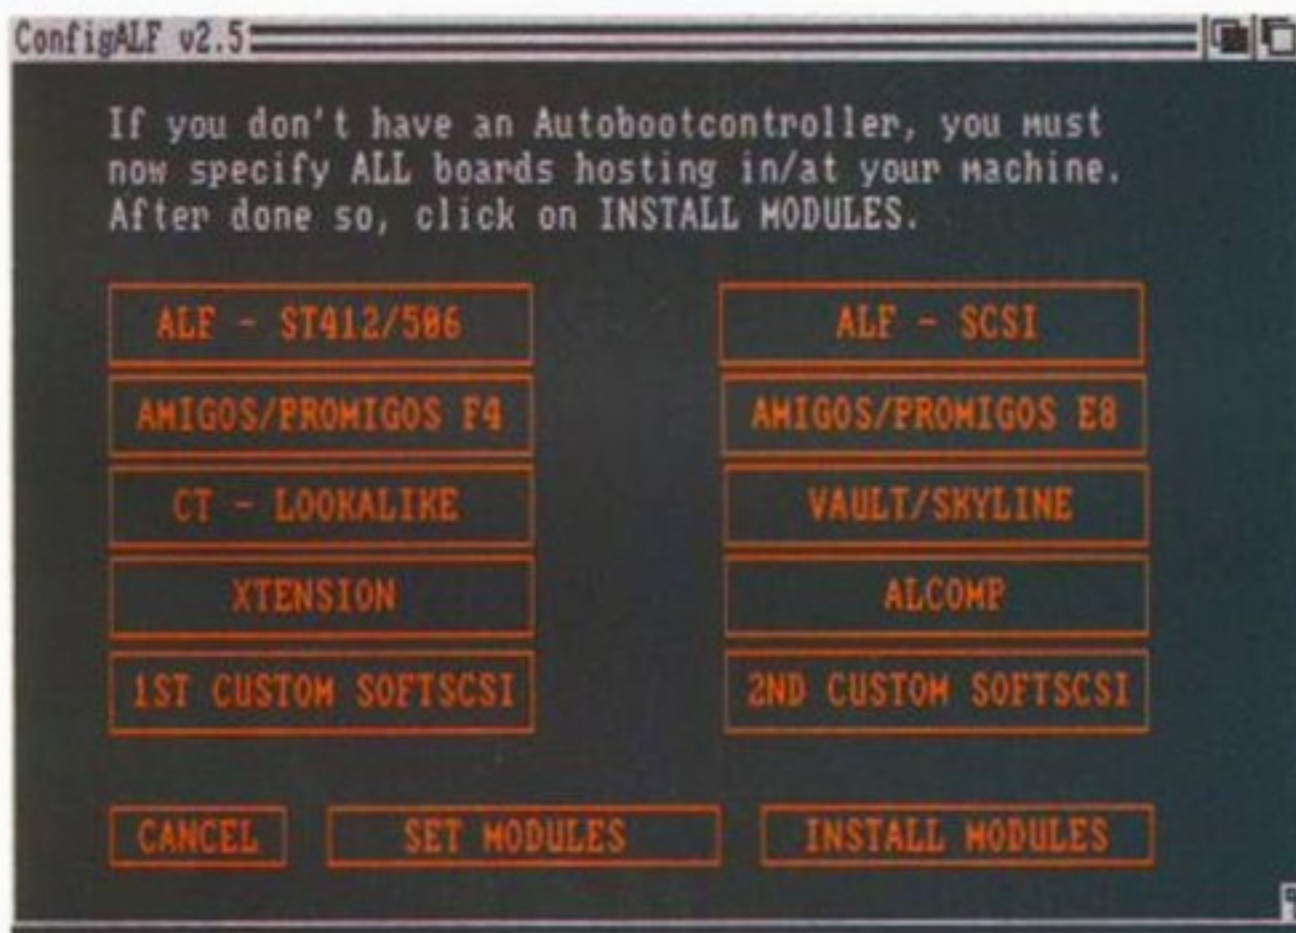 ConfigALF v2.5
If you don't have an Autobootcontroller, you must
now specify ALL boards hosting in/at your machine.
After done so, click on INSTALL MODULES.
ALF - ST412/506
ALF - SCSI
AMIGOS/PROMIGOS F4
AMIGOS/PROMIGOS E8
CT - LOOKALIKE
VAULT/SKYLINE
XTENSION
ALCOMP
1ST CUSTOM SOFTSCSI
2ND CUSTOM SOFTSCSI
CANCEL
SET MODULES
INSTALL MODULES